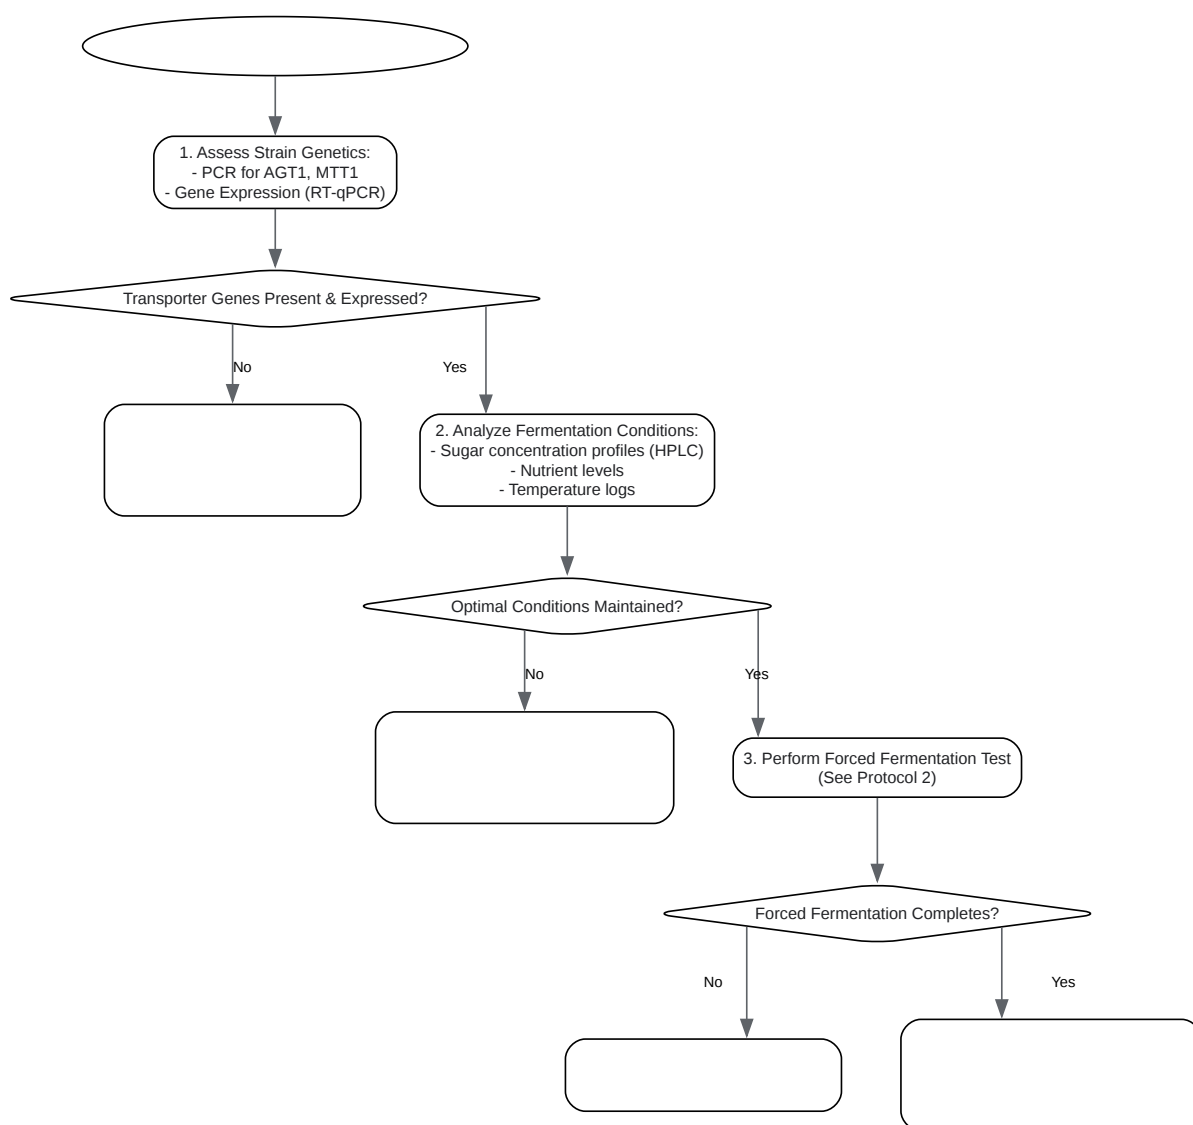 1. Assess Strain Genetics:
- PCR for AGT1, MTT1
- Gene Expression (RT-qPCR)
Transporter Genes Present & Expressed?
No
Yes
2. Analyze Fermentation Conditions:
- Sugar concentration profiles (HPLC)
- Nutrient levels
- Temperature logs
Optimal Conditions Maintained?
No
Yes
3. Perform Forced Fermentation Test
(See Protocol 2)
Forced Fermentation Completes?
No
Yes